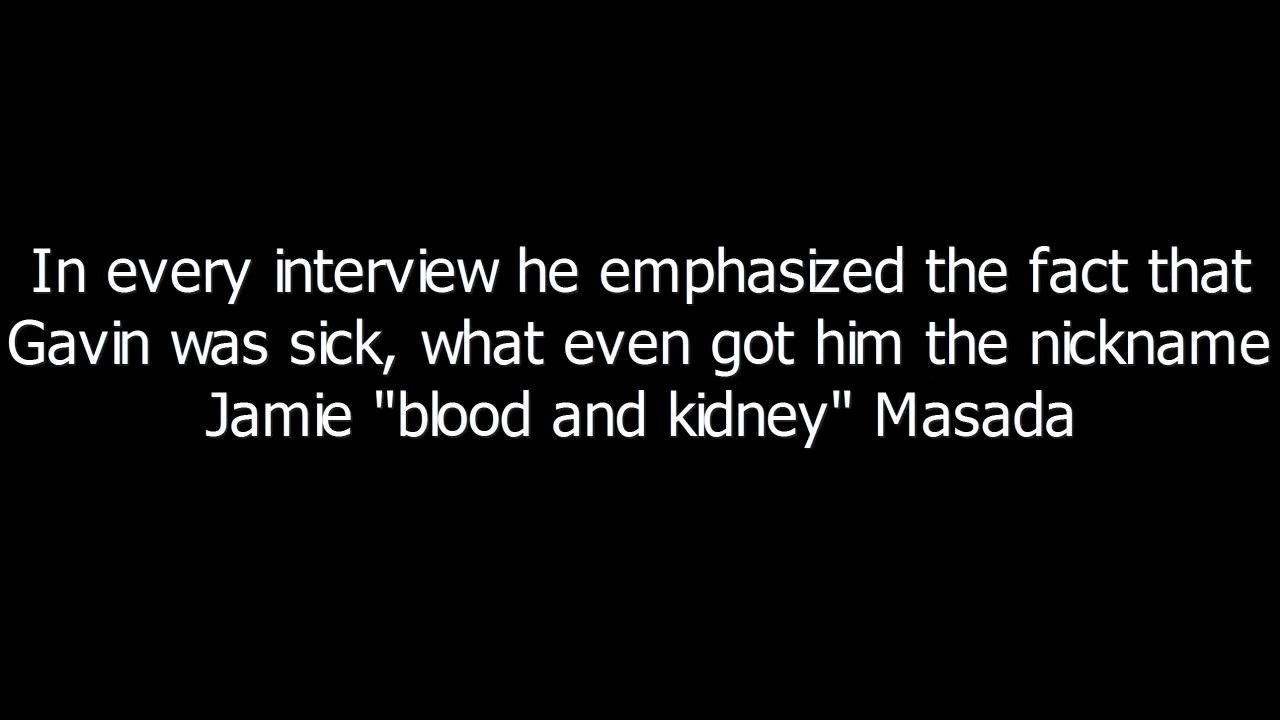 In every interview he emphasized the fact that
Gavin was sick, what even got him the nickname
Jamie "blood and kidney" Masada